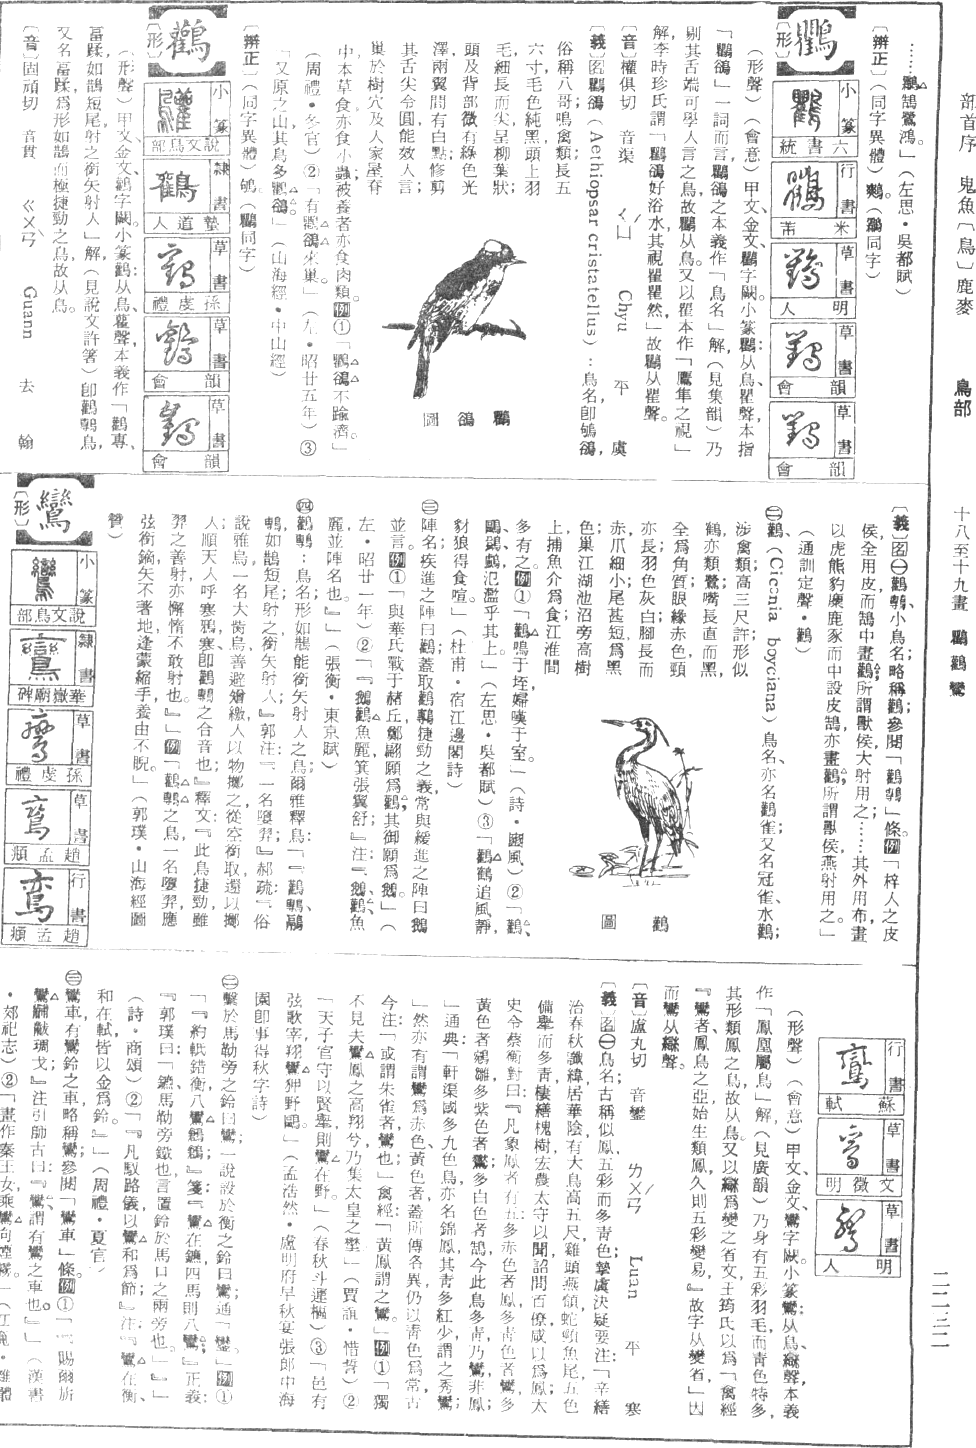 部首序　鬼魚〔鳥〕鹿麥
鳥部
十八至十九畫　鸜鸛鸞
二二三二
……鸜鵠鷺鴻。」（左思・吳都賦）
〔辨正〕（同字異體）
鸜
〔形〕
小篆
六書統
行書
米芾
草書
明人
草書
韻會
草書
韻會
（形聲）（會意）甲文、金文、鸜字闕。小篆鸜：从鳥、瞿聲，本指
「鸜鵒」一詞而言，鸜鵒之本義作「鳥名」解（見集韻）乃
剔其舌端可學人言之鳥，故鸜从鳥。又以瞿本作「鷹隼之視」
解，李時珍氏謂「鸜鵒好浴水，其視瞿瞿然」故鸜从瞿聲。
〔音〕權俱切　音渠　ㄑㄩˊ　Chyu　平　虞
〔義〕名鸜鵒（Aethiopsar cristatellus）：鳥名，即鴝鵒，
俗稱八哥，鳴禽類，長五
六寸，毛色純黑，頭上羽
毛細長而尖，呈柳葉狀，
頭及背部微有綠色光
澤，兩翼間有白點，修剪
其舌尖令圓，能效人言；
巢於樹穴及人家屋脊
中，本草食亦食小蟲，被養者亦食肉類。例①「鸜鵒不踰濟。」
（周禮・冬官）②「有鸜鵒來巢」（左・昭廿五年）③
「又原之山，其鳥多鸜鵒。」（山海經・中山經）
鸜鵒圖
〔辨正〕（同字異體）鴝。（鸜同字）
鸛
〔形〕
小篆
說文鳥部
隸書
墊道人
草書
孫虔禮
草書
韻會
草書
韻會
（形聲）甲文、金文、鸛字闕。小篆鸛：从鳥、雚聲，本義作「鸛專、
畐蹂，如䧿，短尾，射之銜矢射人」解（見說文許箸）即鸛鷒鳥，
又名畐蹂，爲形如䧿而極捷勁之鳥，故从鳥。
〔音〕固頑切　音貫　ㄍㄨㄢˋ　Guann　去　翰
〔義〕名㊀鸛鷒、小鳥名，略稱鸛，參閱「鸛鷒」條。例「梓人之皮
侯，全用皮而鵠中畫鸛，所謂獸侯，大射用之；……其外用布，畫
以虎熊豹麋鹿豕，而中設皮鵠，亦畫鸛，所謂獸侯，燕射用之。」
（通訓定聲・鸛）
㊁鸛（Ciconia boyciana）鳥名，亦名鸛雀，又名冠雀、水鸛；
涉禽類，高三尺許，形似
鶴，亦類鷺，嘴長直而黑，
全爲角質，眼緣赤色，頸
亦長，羽色灰白，腳長而
赤，爪細小，尾甚短，爲黑
色；巢江湖池沼旁高樹
上，捕魚介爲食；江淮間
多有之。例①「鸛鳴于垤，婦嘆于室。」（詩・豳風）②「鸛、
鷗、鷁、鸕，氾濫乎其上。」（左思・吳都賦）③「鸛鶴追風靜，
豺狼得食喧。」（杜甫・宿江邊閣詩）
鸛圖
㊂陣名：疾進之陣曰鸛，蓋取鸛鷒捷勁之義，常與緩進之陣曰鵝
並言。例①「與華氏戰于赭丘，鄭翩願爲鸛，其御願爲鵝。」（
左・昭廿一年）②「『鵝鸛魚麗，箕張翼舒』注：『鵝、鸛、魚
麗，並陣名也。』」（張衡・東京賦）
㊃鸛鷒：鳥名，形如䧿，能銜矢射人之鳥；爾雅釋鳥：「『鸛鷒，鶝
鶔。如鵲，短尾，射之，銜矢射人。』郭注：『一名墮羿』郝疏：『俗
說雅烏一名大觜烏，善避矰繳，人以物擲之，從空銜取，還以擲
人，順天人呼寒鴉，寒即鸛鷒之合音也』釋文『此鳥捷勁，雖
羿之善射，亦懈惰不敢射也。』」例「鸛鷒之鳥，一名墮羿，應
弦銜鏑，矢不著地，逢蒙縮手，養由不睨。」（郭璞・山海經圖
贊）
鸞
〔形〕
小篆
說文鳥部
隸書
華嶽廟碑
草書
孫虔禮
草書
趙孟頫
行書
趙孟頫
行書
蘇軾
草書
文徵明
草書
明人
（形聲）（會意）甲文、金文、鸞字闕。小篆鸞：从鳥、䜌聲，本義
作「鳳凰屬鳥」解（見廣韻）乃身有五彩羽毛而青色特多，
其形類鳳之鳥，故从鳥。又以䜌爲變之省文，王筠氏以爲「禽經
『鸞者，鳳鳥之亞，始生類鳳，久則五彩變易』故字从變省」因
而鸞从䜌聲。
〔音〕盧丸切　音鑾　ㄌㄨㄢˊ　Luan　平　寒
〔義〕名㊀鳥名：古稱似鳳，五彩而多青色；摯虞決疑要注：「辛繕
治春秋讖緯，居華陰，有大鳥高五尺，雞頭燕頷，蛇頸魚尾，五色
備舉而多青，棲繕槐樹，宏農太守以聞，詔問百僚，咸以爲鳳，太
史令蔡衡對曰『凡象鳳者有五，多赤色者鳳，多青色者鸞，多
黃色者鵷雛，多紫色者鸑，多白色者鵠，今此鳥多青，乃鸞，非鳳；
」通典：「軒渠國多九色鳥，亦名錦鳳，其青多紅少，謂之秀鸞；
」然亦有謂鸞爲赤色、黃色者，蓋所傳各異，仍以青色爲常，古
今注：「或謂朱雀者，鸞也」；禽經：「黃鳳謂之鸞。」例①「獨
不見夫鸞鳳之高翔兮，乃集大皇之壄」（賈誼・惜誓）②
「天子官守以賢舉，則鸞在野。」（春秋斗運樞）③「邑有
弦歌宰，翔鸞狎野鷗」（孟浩然・盧明府早秋宴張郎中海
園即事得秋字詩）
㊁繫於馬勒旁之鈴曰鸞，一說設於衡之鈴曰鸞；通「鑾」。例①
「『約軝錯衡，八鸞鶬鶬』箋：『鸞在鑣，四馬則八鸞』正義：
『郭璞曰：「鑣，馬勒旁鐵也」言置鈴於馬口之兩旁也。』」
（詩・商頌）②「『凡馭路儀，以鸞和爲節』注：『鸞在衡，
和在軾，皆以金爲鈴。』」（周禮・夏官）
㊂鸞車：有鸞鈴之車，略稱鸞，參閱「鸞車」條。例①「『賜爾旂
鸞，黼黻琱戈』注引師古曰：『鸞謂有鸞之車也。』」（漢書
・郊祀志）②「畫作秦王女，乘鸞向煙霧。」（江淹・雜體